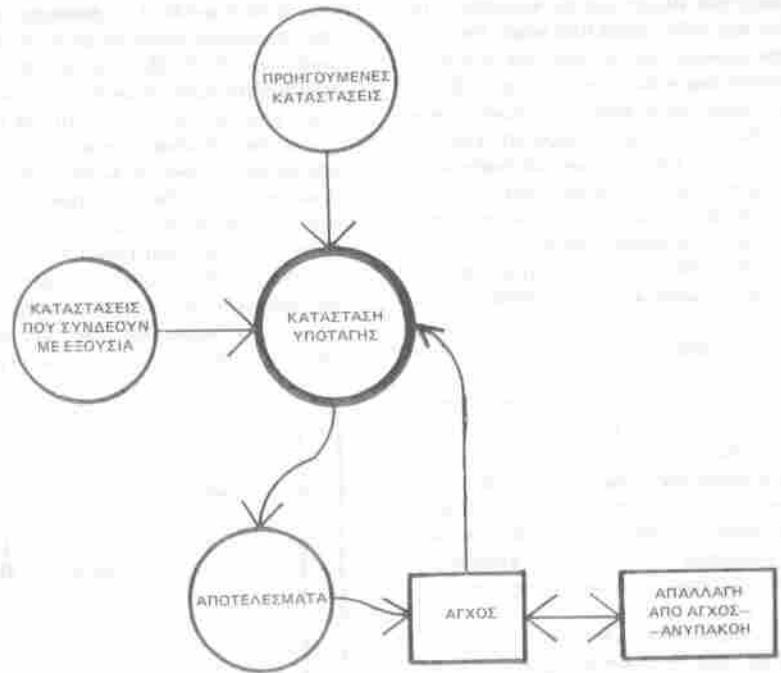 ΠΡΟΗΓΟΥΜΕΝΕΣ
ΚΑΤΑΣΤΑΣΕΙΣ
ΚΑΤΑΣΤΑΣΕΙΣ
ΠΟΥ ΣΥΝΔΕΟΥΝ
ΜΕ ΕΞΟΥΣΙΑ
ΚΑΤΑΣΤΑΣΗ
ΥΠΟΤΑΓΗΣ
ΑΠΟΤΕΛΕΣΜΑΤΑ
ΑΓΧΟΣ
ΑΠΑΛΛΑΓΗ
ΑΠΟ ΑΓΧΟΣ–
–ΑΝΥΠΑΚΟΗ